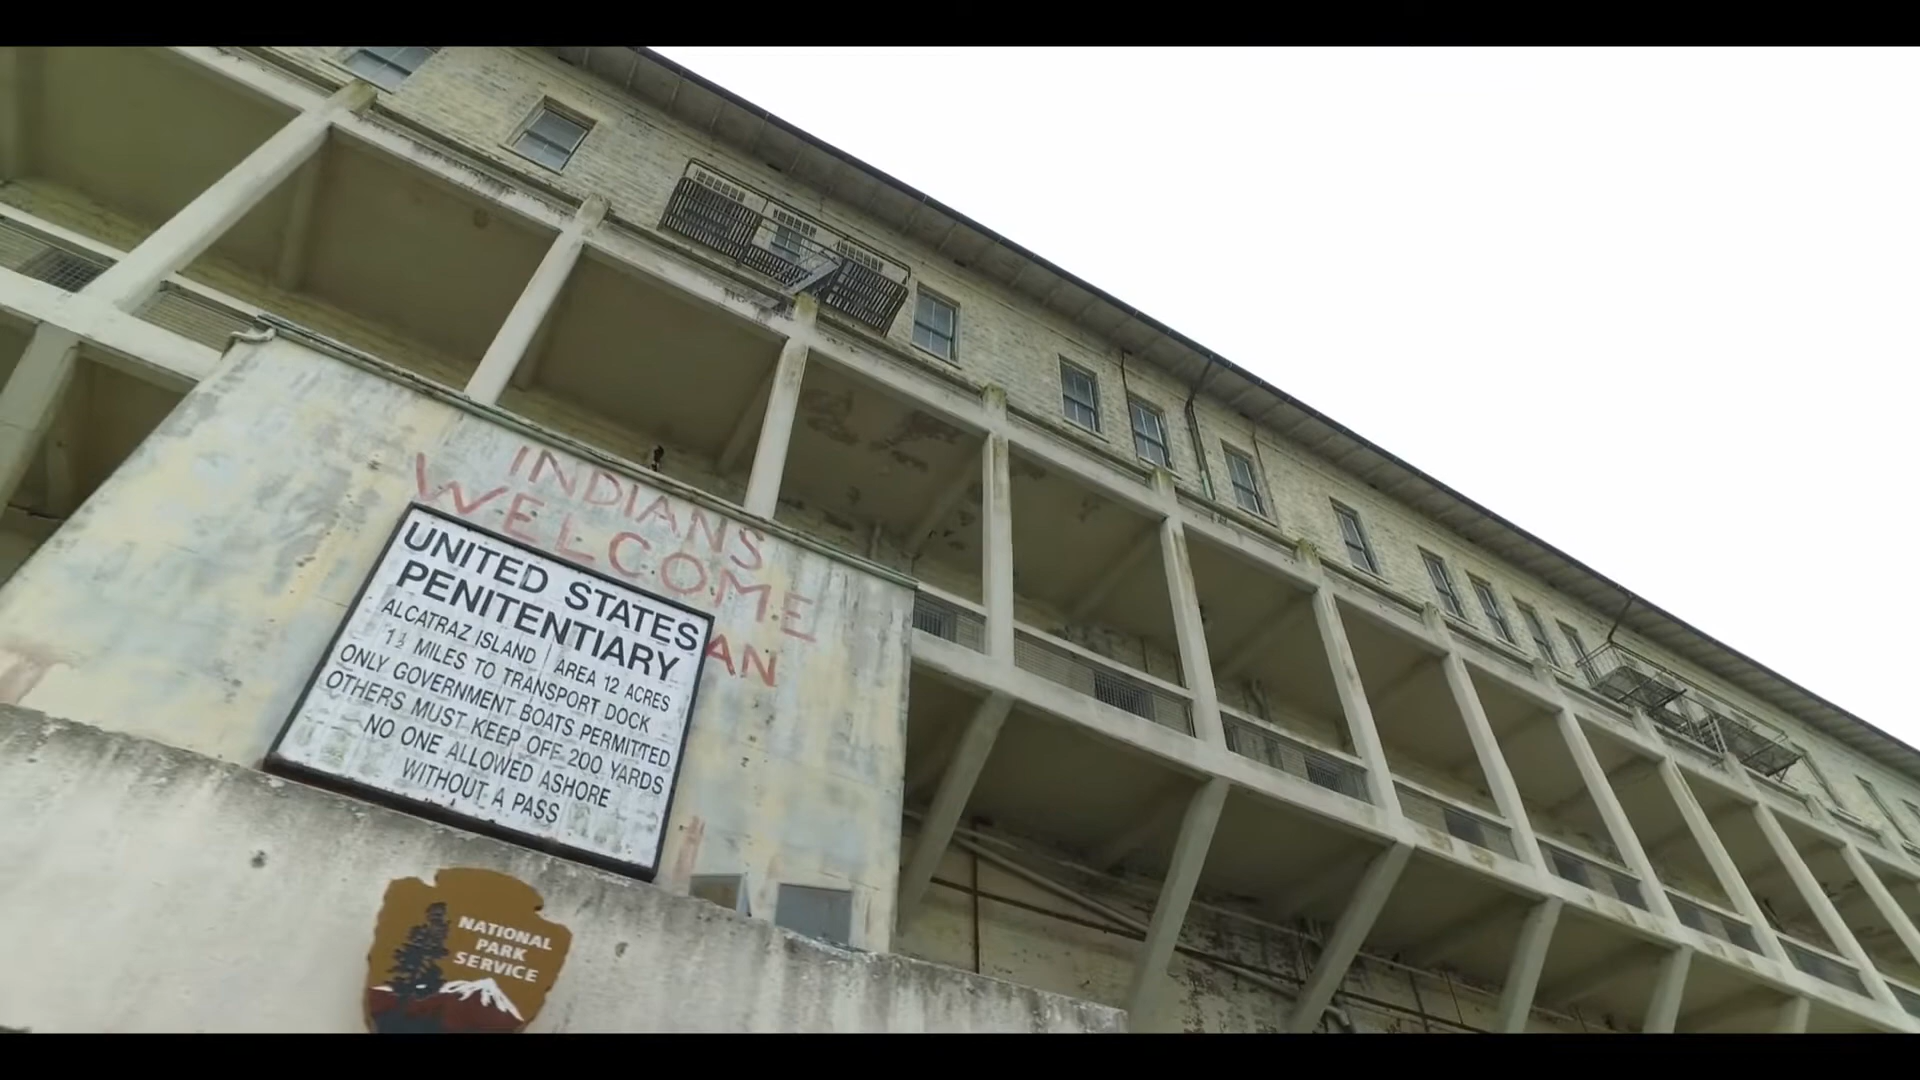 INDIANS
WELCOME
UNITED STATES
PENITENTIARY
AN
ALCATRAZ ISLAND AREA 12 ACRES
1½ MILES TO TRANSPORT DOCK
ONLY GOVERNMENT BOATS PERMITTED
OTHERS MUST KEEP OFF 200 YARDS
NO ONE ALLOWED ASHORE
WITHOUT A PASS
NATIONAL
PARK
SERVICE